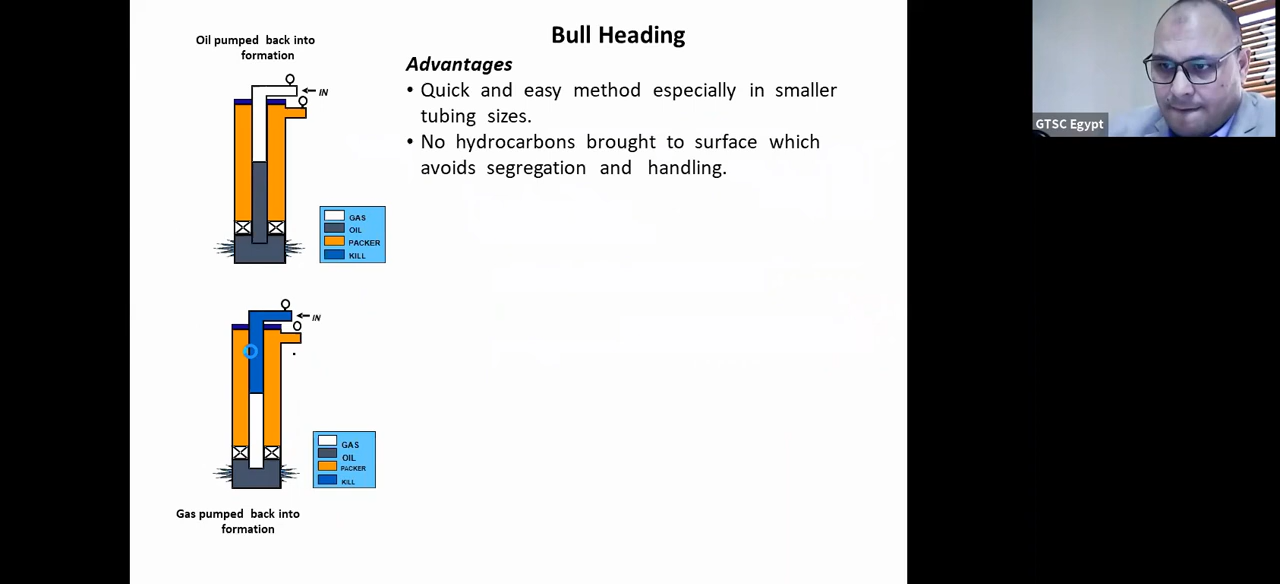 Bull Heading
Oil pumped back into
formation
IN
GAS
OIL
PACKER
KILL
IN
GAS
OIL
PACKER
KILL
Gas pumped back into
formation
Advantages
• Quick and easy method especially in smaller
tubing sizes.
• No hydrocarbons brought to surface which
avoids segregation and handling.
GTSC Egypt